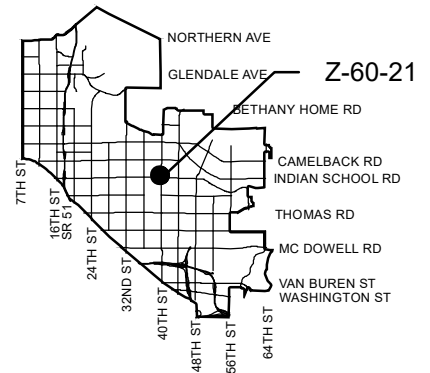 NORTHERN AVE
GLENDALE AVE
Z-60-21
BETHANY HOME RD
CAMELBACK RD
INDIAN SCHOOL RD
THOMAS RD
MC DOWELL RD
VAN BUREN ST
WASHINGTON ST
7TH ST
16TH ST
SR 51
24TH ST
32ND ST
40TH ST
48TH ST
56TH ST
64TH ST